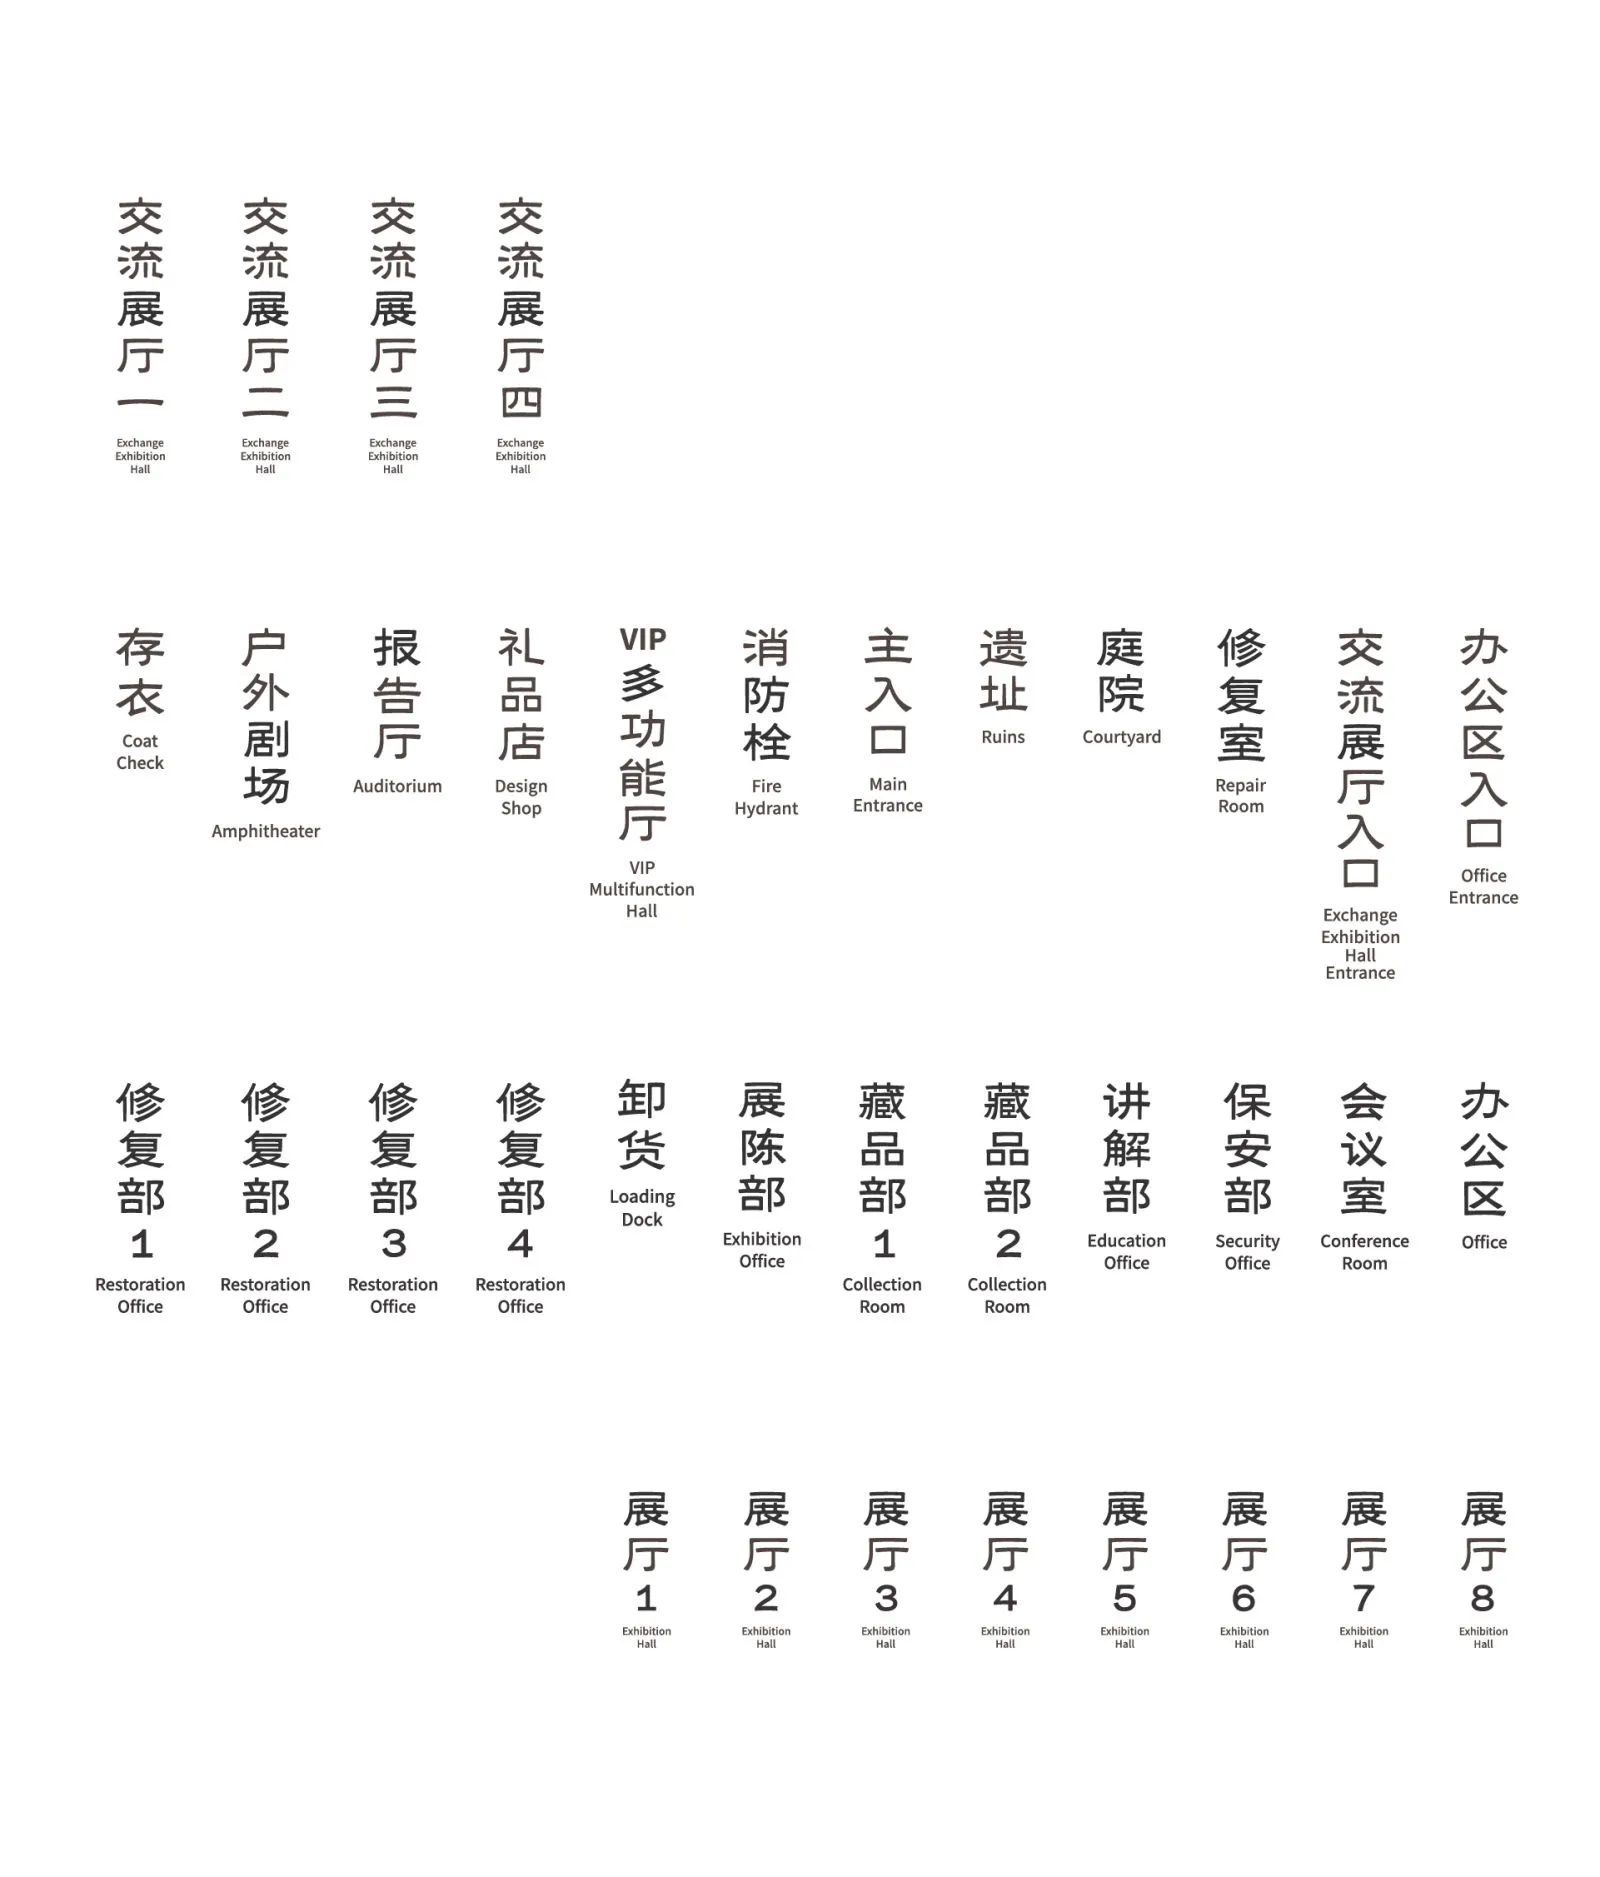 交流展厅一
Exchange
Exhibition
Hall
交流展厅二
Exchange
Exhibition
Hall
交流展厅三
Exchange
Exhibition
Hall
交流展厅四
Exchange
Exhibition
Hall
存衣
Coat
Check
户外剧场
Amphitheater
报告厅
Auditorium
礼品店
Design
Shop
VIP
多功能厅
VIP
Multifunction
Hall
消防栓
Fire
Hydrant
主入口
Main
Entrance
遗址
Ruins
庭院
Courtyard
修复室
Repair
Room
交流展厅入口
Exchange
Exhibition
Hall
Entrance
办公区入口
Office
Entrance
修复部1
Restoration
Office
修复部2
Restoration
Office
修复部3
Restoration
Office
修复部4
Restoration
Office
卸货
Loading
Dock
展陈部
Exhibition
Office
藏品部1
Collection
Room
藏品部2
Collection
Room
讲解部
Education
Office
保安部
Security
Office
会议室
Conference
Room
办公区
Office
展厅1
Exhibition
Hall
展厅2
Exhibition
Hall
展厅3
Exhibition
Hall
展厅4
Exhibition
Hall
展厅5
Exhibition
Hall
展厅6
Exhibition
Hall
展厅7
Exhibition
Hall
展厅8
Exhibition
Hall